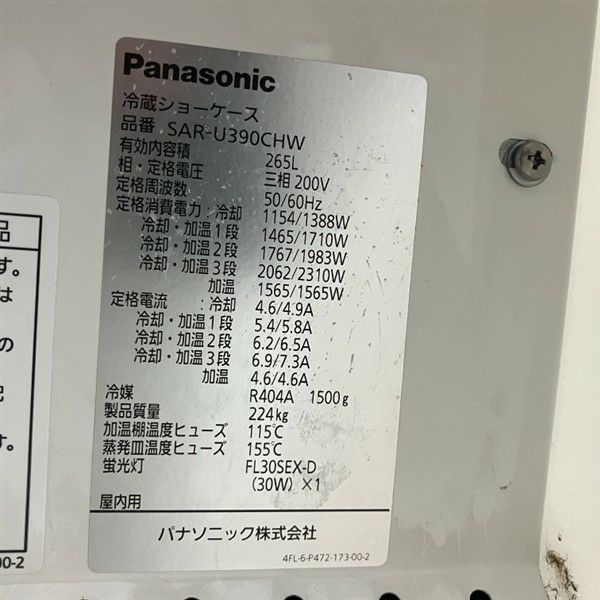 Panasonic
冷蔵ショーケース
品番 SAR-U390CHW
有効内容積 265L
相・定格電圧 三相 200V
定格周波数 50/60Hz
定格消費電力:冷却 1154/1388W
冷却・加温1段 1465/1710W
冷却・加温2段 1767/1983W
冷却・加温3段 2062/2310W
加温 1565/1565W
定格電流 :冷却 4.6/4.9A
冷却・加温1段 5.4/5.8A
冷却・加温2段 6.2/6.5A
冷却・加温3段 6.9/7.3A
加温 4.6/4.6A
冷媒 R404A 1500g
製品質量 224kg
加温棚温度ヒューズ 115℃
蒸発皿温度ヒューズ 155℃
蛍光灯 FL30SEX-D
(30W) ×1
屋内用
パナソニック株式会社
4FL-6-P472-173-00-2
品
す。
は
の
す。
00-2